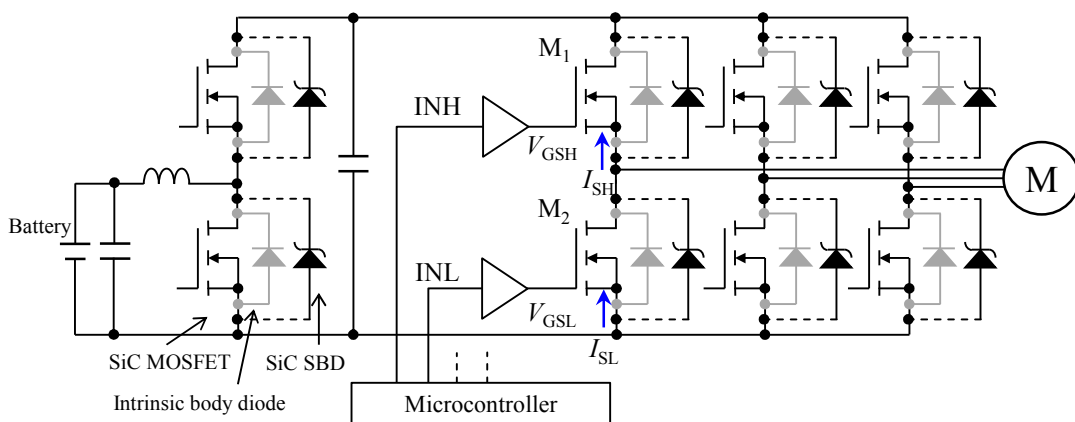 M1
INH
VGSH
ISH
M
M2
Battery
INL
VGSL
ISL
SiC MOSFET
SiC SBD
Intrinsic body diode
Microcontroller